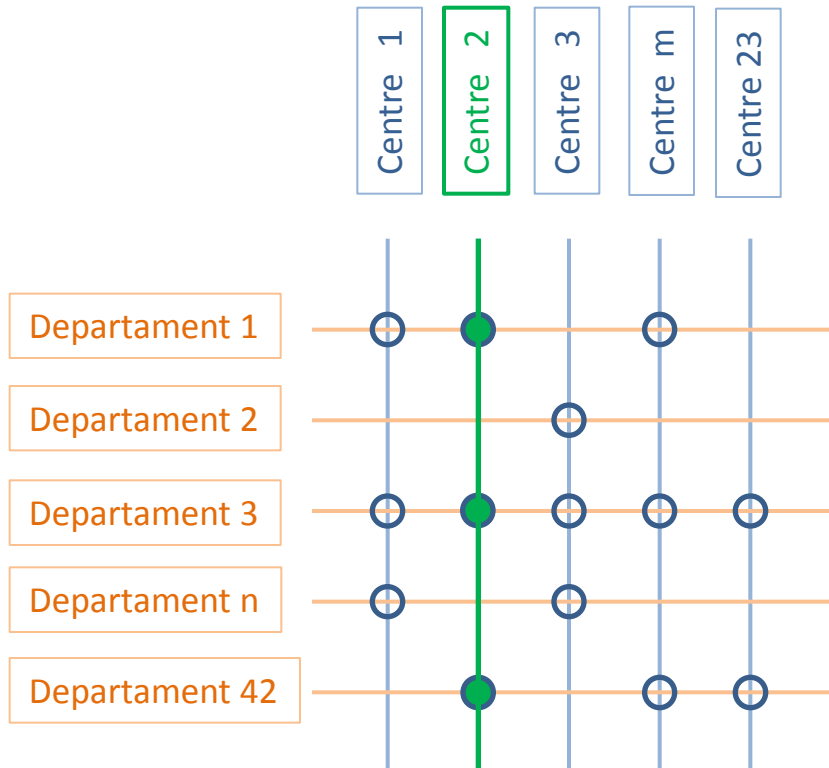 Centre 1
Centre 2
Centre 3
Centre m
Centre 23
Departament 1
Departament 2
Departament 3
Departament n
Departament 42